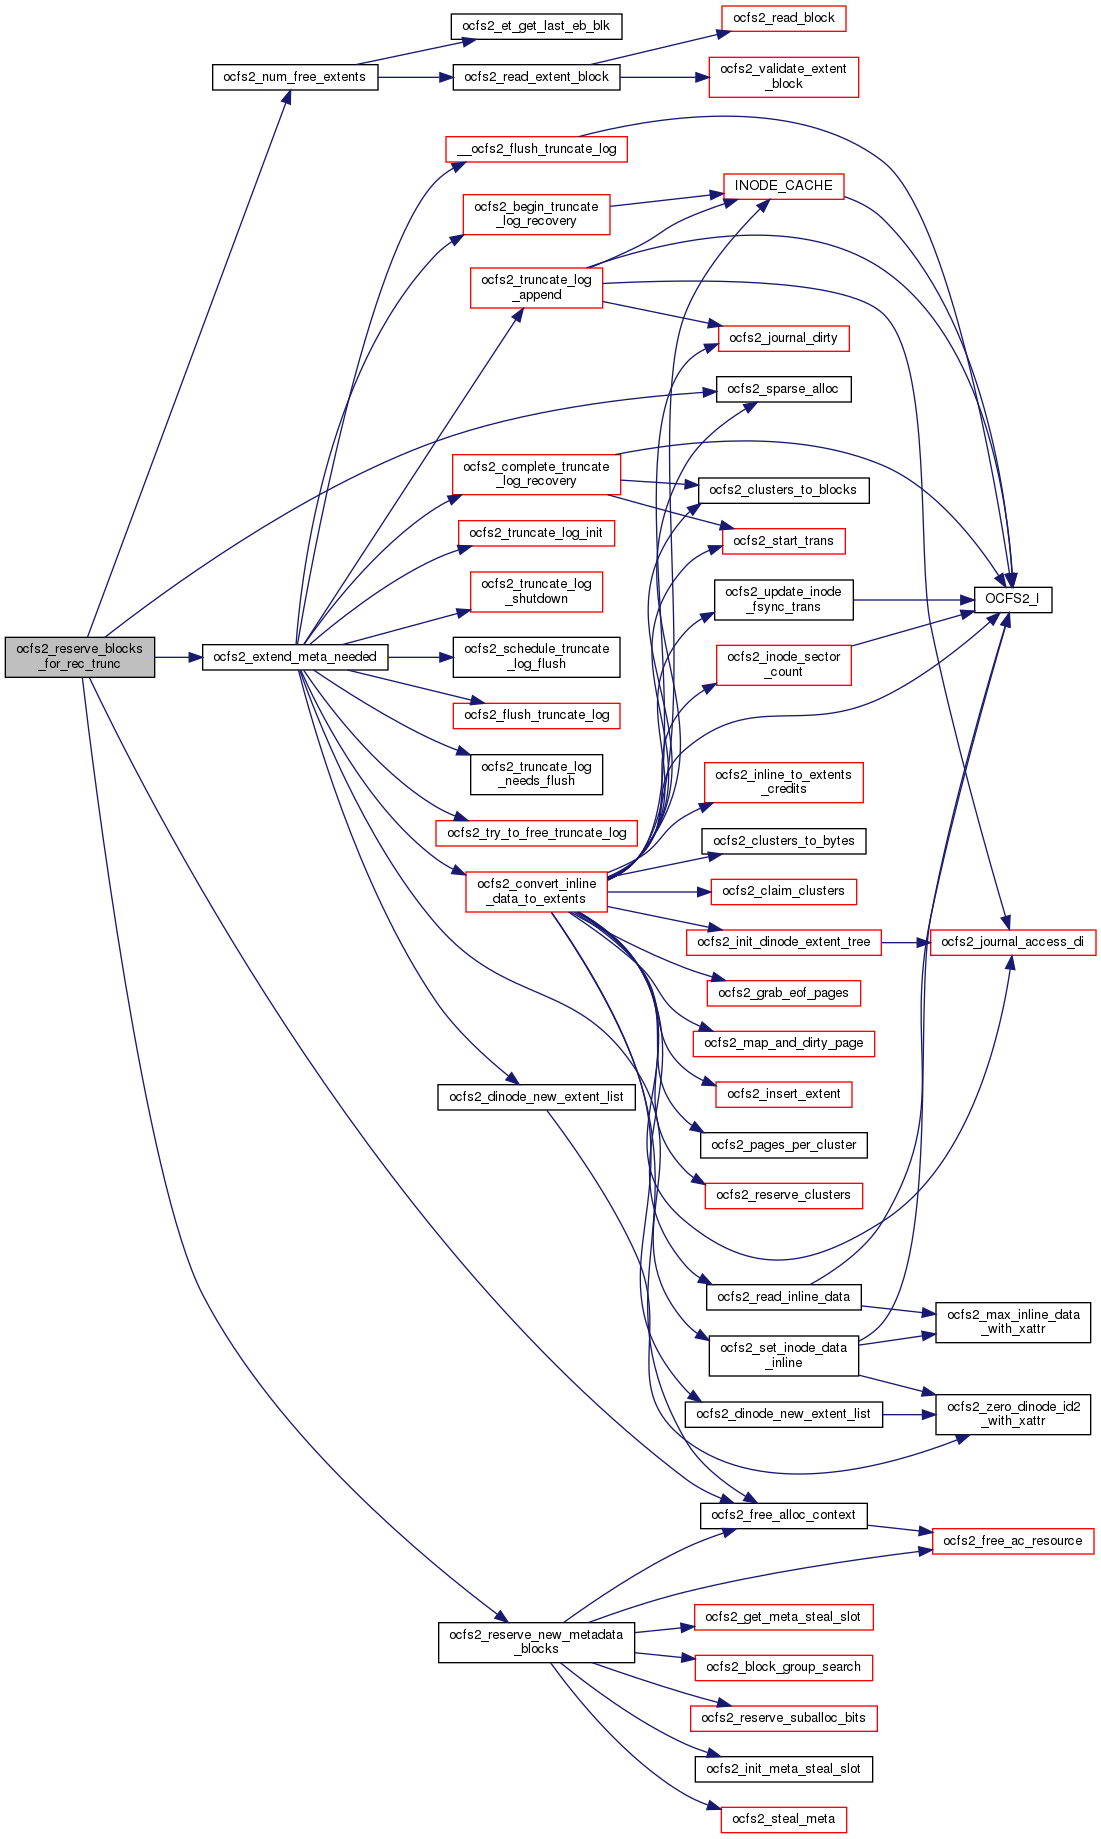 ocfs2_et_get_last_eb_blk
ocfs2_read_block
ocfs2_num_free_extents
ocfs2_read_extent_block
ocfs2_validate_extent
_block
__ocfs2_flush_truncate_log
INODE_CACHE
ocfs2_begin_truncate
_log_recovery
ocfs2_truncate_log
_append
ocfs2_journal_dirty
ocfs2_sparse_alloc
ocfs2_complete_truncate
_log_recovery
ocfs2_clusters_to_blocks
ocfs2_truncate_log_init
ocfs2_start_trans
ocfs2_truncate_log
_shutdown
ocfs2_update_inode
_fsync_trans
OCFS2_I
ocfs2_reserve_blocks
_for_rec_trunc
ocfs2_extend_meta_needed
ocfs2_schedule_truncate
_log_flush
ocfs2_inode_sector
_count
ocfs2_flush_truncate_log
ocfs2_truncate_log
_needs_flush
ocfs2_inline_to_extents
_credits
ocfs2_try_to_free_truncate_log
ocfs2_clusters_to_bytes
ocfs2_convert_inline
_data_to_extents
ocfs2_claim_clusters
ocfs2_init_dinode_extent_tree
ocfs2_journal_access_di
ocfs2_grab_eof_pages
ocfs2_map_and_dirty_page
ocfs2_dinode_new_extent_list
ocfs2_insert_extent
ocfs2_pages_per_cluster
ocfs2_reserve_clusters
ocfs2_read_inline_data
ocfs2_max_inline_data
_with_xattr
ocfs2_set_inode_data
_inline
ocfs2_dinode_new_extent_list
ocfs2_zero_dinode_id2
_with_xattr
ocfs2_free_alloc_context
ocfs2_free_ac_resource
ocfs2_reserve_new_metadata
_blocks
ocfs2_get_meta_steal_slot
ocfs2_block_group_search
ocfs2_reserve_suballoc_bits
ocfs2_init_meta_steal_slot
ocfs2_steal_meta